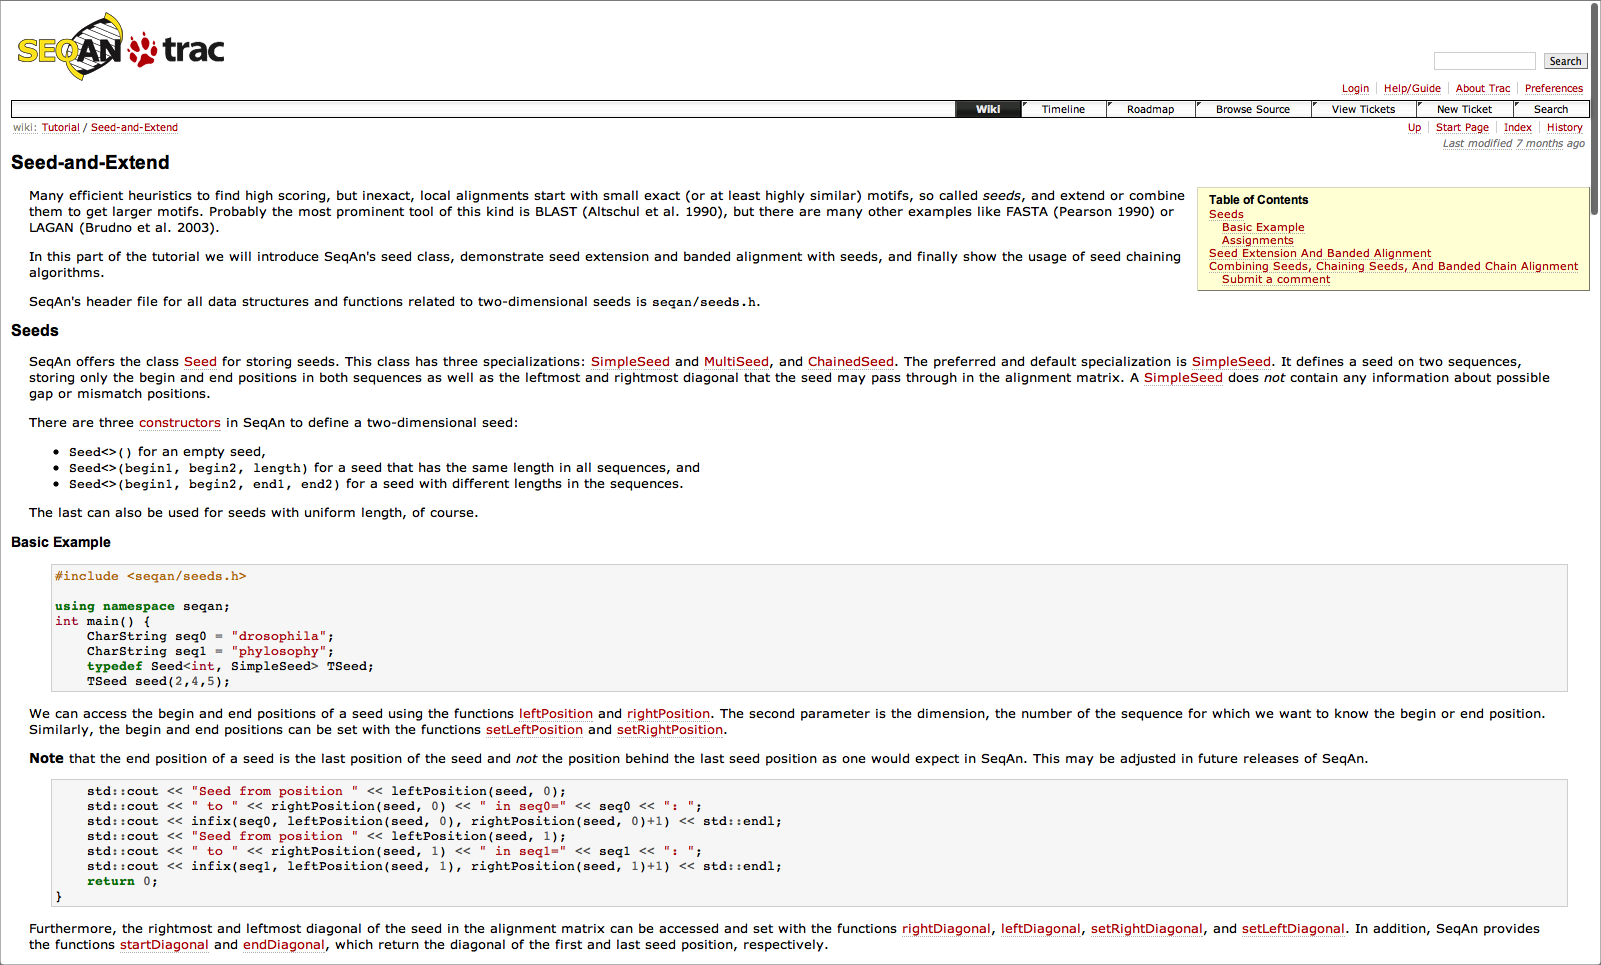 SEQAN trac
Search
Login Help/Guide About Trac Preferences
Wiki Timeline Roadmap Browse Source View Tickets New Ticket Search
wiki: Tutorial / Seed-and-Extend
Up Start Page Index History
Last modified 7 months ago
Seed-and-Extend
Many efficient heuristics to find high scoring, but inexact, local alignments start with small exact (or at least highly similar) motifs, so called seeds, and extend or combine
them to get larger motifs. Probably the most prominent tool of this kind is BLAST (Altschul et al. 1990), but there are many other examples like FASTA (Pearson 1990) or
LAGAN (Brudno et al. 2003).
In this part of the tutorial we will introduce SeqAn's seed class, demonstrate seed extension and banded alignment with seeds, and finally show the usage of seed chaining
algorithms.
SeqAn's header file for all data structures and functions related to two-dimensional seeds is seqan/seeds.h.
Table of Contents
Seeds
Basic Example
Assignments
Seed Extension And Banded Alignment
Combining Seeds, Chaining Seeds, And Banded Chain Alignment
Submit a comment
Seeds
SeqAn offers the class Seed for storing seeds. This class has three specializations: SimpleSeed and MultiSeed, and ChainedSeed. The preferred and default specialization is SimpleSeed. It defines a seed on two sequences,
storing only the begin and end positions in both sequences as well as the leftmost and rightmost diagonal that the seed may pass through in the alignment matrix. A SimpleSeed does not contain any information about possible
gap or mismatch positions.
There are three constructors in SeqAn to define a two-dimensional seed:
• Seed<>() for an empty seed,
• Seed<>(begin1, begin2, length) for a seed that has the same length in all sequences, and
• Seed<>(begin1, begin2, end1, end2) for a seed with different lengths in the sequences.
The last can also be used for seeds with uniform length, of course.
Basic Example
#include <seqan/seeds.h>
using namespace seqan;
int main() {
    CharString seq0 = "drosophila";
    CharString seq1 = "phylosophy";
    typedef Seed<int, SimpleSeed> TSeed;
    TSeed seed(2,4,5);
We can access the begin and end positions of a seed using the functions leftPosition and rightPosition. The second parameter is the dimension, the number of the sequence for which we want to know the begin or end position.
Similarly, the begin and end positions can be set with the functions setLeftPosition and setRightPosition.
Note that the end position of a seed is the last position of the seed and not the position behind the last seed position as one would expect in SeqAn. This may be adjusted in future releases of SeqAn.
    std::cout << "Seed from position " << leftPosition(seed, 0);
    std::cout << " to " << rightPosition(seed, 0) << " in seq0=" << seq0 << ": ";
    std::cout << infix(seq0, leftPosition(seed, 0), rightPosition(seed, 0)+1) << std::endl;
    std::cout << "Seed from position " << leftPosition(seed, 1);
    std::cout << " to " << rightPosition(seed, 1) << " in seq1=" << seq1 << ": ";
    std::cout << infix(seq1, leftPosition(seed, 1), rightPosition(seed, 1)+1) << std::endl;
    return 0;
}
Furthermore, the rightmost and leftmost diagonal of the seed in the alignment matrix can be accessed and set with the functions rightDiagonal, leftDiagonal, setRightDiagonal, and setLeftDiagonal. In addition, SeqAn provides
the functions startDiagonal and endDiagonal, which return the diagonal of the first and last seed position, respectively.